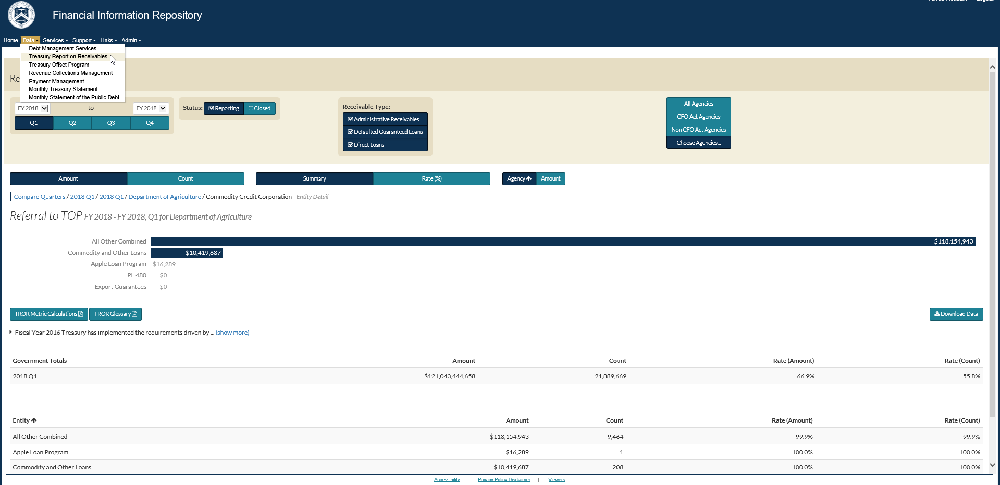 Financial Information Repository
Home Data Services Support Links Admin
Debt Management Services
Treasury Report on Receivables
Treasury Offset Program
Revenue Collections Management
Payment Management
Monthly Treasury Statement
Monthly Statement of the Public Debt
Re
FY 2018 to FY 2018
Q1 Q2 Q3 Q4
Status: Reporting Closed
Receivable Type:
Administrative Receivables
Defaulted Guaranteed Loans
Direct Loans
All Agencies
CFO Act Agencies
Non CFO Act Agencies
Choose Agencies...
Amount Count Summary Rate (%) Agency Amount
Compare Quarters / 2018 Q1 / 2018 Q1 / Department of Agriculture / Commodity Credit Corporation - Entity Detail
Referral to TOP FY 2018 - FY 2018, Q1 for Department of Agriculture
All Other Combined $118,154,943
Commodity and Other Loans $10,419,687
Apple Loan Program $16,289
PL 480 $0
Export Guarantees $0
TROR Metric Calculations TROR Glossary Download Data
Fiscal Year 2016 Treasury has implemented the requirements driven by ... (show more)
Government Totals Amount Count Rate (Amount) Rate (Count)
2018 Q1 $121,043,444,658 21,889,669 66.9% 55.8%
Entity Amount Count Rate (Amount) Rate (Count)
All Other Combined $118,154,943 9,464 99.9% 99.9%
Apple Loan Program $16,289 1 100.0% 100.0%
Commodity and Other Loans $10,419,687 208 100.0% 100.0%
Accessibility | Privacy Policy Disclaimer | Viewers